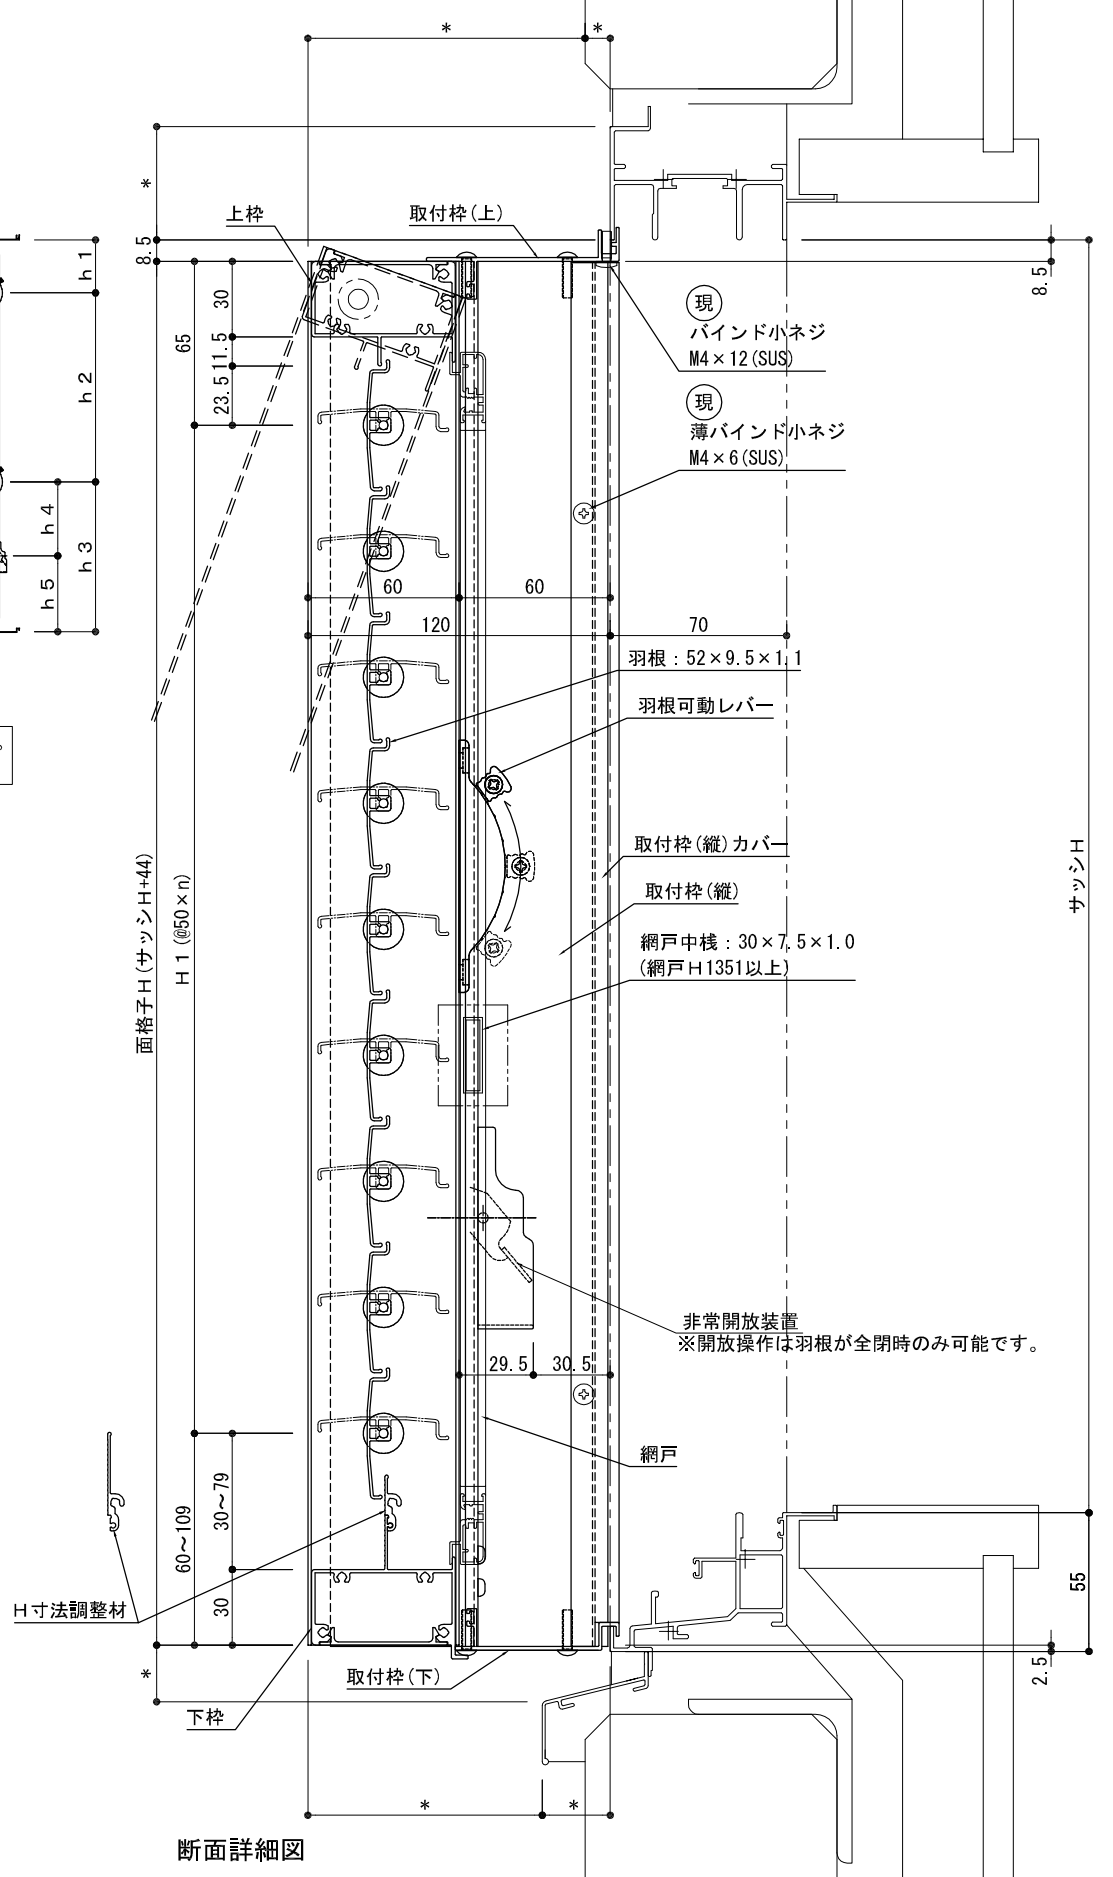 *
*
*
8.5
上枠
取付枠(上)
h1
h2
h3
h4
h5
65
30
11.5
23.5
8.5
現
バインド小ネジ
M4×12(SUS)
現
薄バインド小ネジ
M4×6(SUS)
60
60
120
70
羽根：52×9.5×1.1
羽根可動レバー
取付枠(縦)カバー
取付枠(縦)
網戸中桟：30×7.5×1.0
(網戸H1351以上)
面格子H(サッシH+44)
H1(@50×n)
サッシH
非常開放装置
※開放操作は羽根が全閉時のみ可能です。
29.5
30.5
網戸
60～109
30～79
30
H寸法調整材
55
2.5
*
取付枠(下)
下枠
*
*
断面詳細図